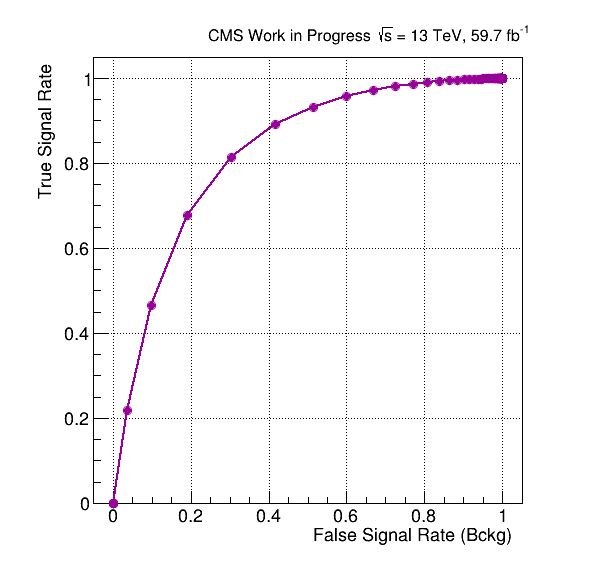 CMS Work in Progress √s = 13 TeV, 59.7 fb⁻¹
True Signal Rate
1
0.8
0.6
0.4
0.2
0
0 0.2 0.4 0.6 0.8 1
False Signal Rate (Bckg)